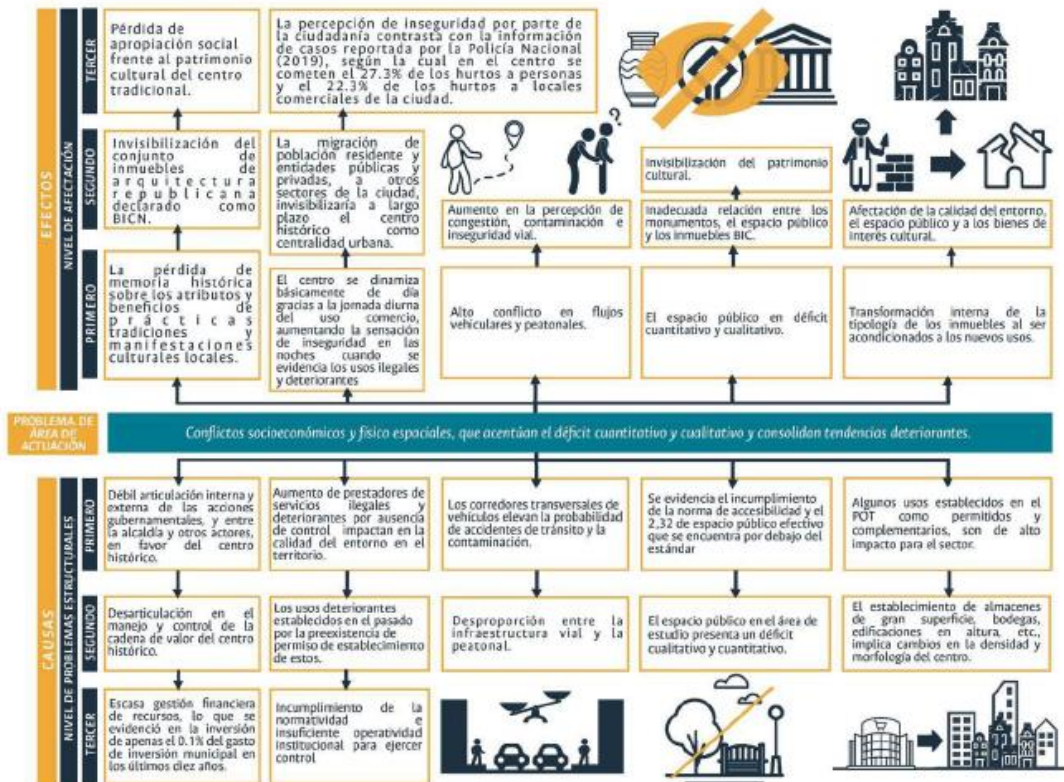 EFECTOS
NIVEL DE AFECTACIÓN
TERCER
Pérdida de
apropiación social
frente al patrimonio
cultural del centro
tradicional.
La percepción de inseguridad por parte de
la ciudadanía contrasta con la información
de casos reportada por la Policía Nacional
(2019), según la cual en el centro se
cometen el 27.3% de los hurtos a personas
y el 22.3% de los hurtos a locales
comerciales de la ciudad.
SEGUNDO
Invisibilización del
conjunto de
inmuebles de
arquitectura
republicana
declarado como
BICN.
La migración de
población residente y
entidades públicas y
privadas, a otros
sectores de la ciudad,
invisibilizaría a largo
plazo el centro
histórico como
centralidad urbana.
?
Aumento en la percepción de
congestión, contaminación e
inseguridad vial.
Invisibilización del patrimonio
cultural.
Inadecuada relación entre los
monumentos, el espacio público
y los inmuebles BIC.
Afectación de la calidad del entorno,
el espacio público y a los bienes de
interés cultural.
PRIMERO
La pérdida de
memoria histórica
sobre los atributos y
beneficios de
prácticas
tradiciones y
manifestaciones
culturales locales.
El centro se dinamiza
básicamente de día
gracias a la jornada diurna
del uso comercio,
aumentando la sensación
de inseguridad en las
noches cuando se
evidencia los usos ilegales
y deteriorantes
Alto conflicto en flujos
vehiculares y peatonales.
El espacio público en déficit
cuantitativo y cualitativo.
Transformación interna de la
tipología de los inmuebles al ser
acondicionados a los nuevos usos.
PROBLEMA DE
ÁREA DE
ACTUACIÓN
Conflictos socioeconómicos y físico espaciales, que acentúan el déficit cuantitativo y cualitativo y consolidan tendencias deteriorantes.
CAUSAS
NIVEL DE PROBLEMAS ESTRUCTURALES
PRIMERO
Débil articulación interna y
externa de las acciones
gubernamentales, y entre
la alcaldía y otros actores,
en favor del centro
histórico.
Aumento de prestadores de
servicios ilegales y
deteriorantes por ausencia
de control impactan en la
calidad del entorno en el
territorio.
Los corredores transversales de
vehículos elevan la probabilidad
de accidentes de tránsito y la
contaminación.
Se evidencia el incumplimiento
de la norma de accesibilidad y el
2,32 de espacio público efectivo
que se encuentra por debajo del
estándar
Algunos usos establecidos en el
POT como permitidos y
complementarios, son de alto
impacto para el sector.
SEGUNDO
Desarticulación en el
manejo y control de la
cadena de valor del centro
histórico.
Los usos deteriorantes
establecidos en el pasado
por la preexistencia de
permiso de establecimiento
de estos.
Desproporción entre la
infraestructura vial y la
peatonal.
El espacio público en el área de
estudio presenta un déficit
cualitativo y cuantitativo.
El establecimiento de almacenes
de gran superficie, bodegas,
edificaciones en altura, etc.,
implica cambios en la densidad y
morfología del centro.
TERCER
Escasa gestión financiera
de recursos, lo que se
evidenció en la inversión
de apenas el 0.1% del gasto
de inversión municipal en
los últimos diez años.
Incumplimiento de la
normatividad e
insuficiente operatividad
institucional para ejercer
control